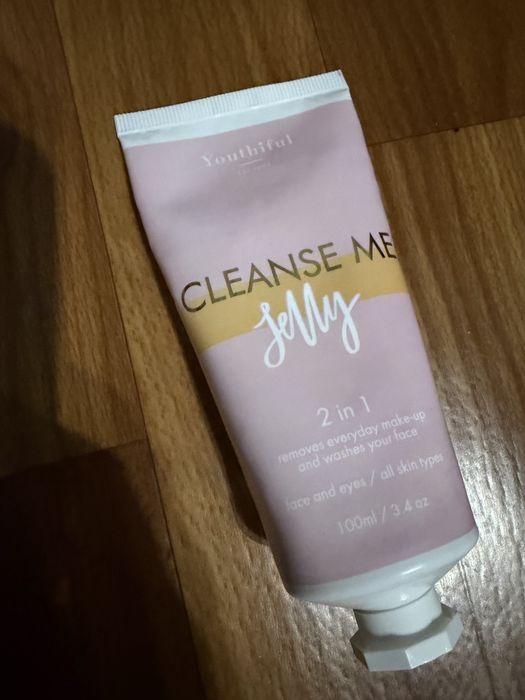 Youthiful
CLEANSE ME
Jelly
2 in 1
removes everyday make-up
and washes your face
face and eyes / all skin types
100ml / 3.4 oz